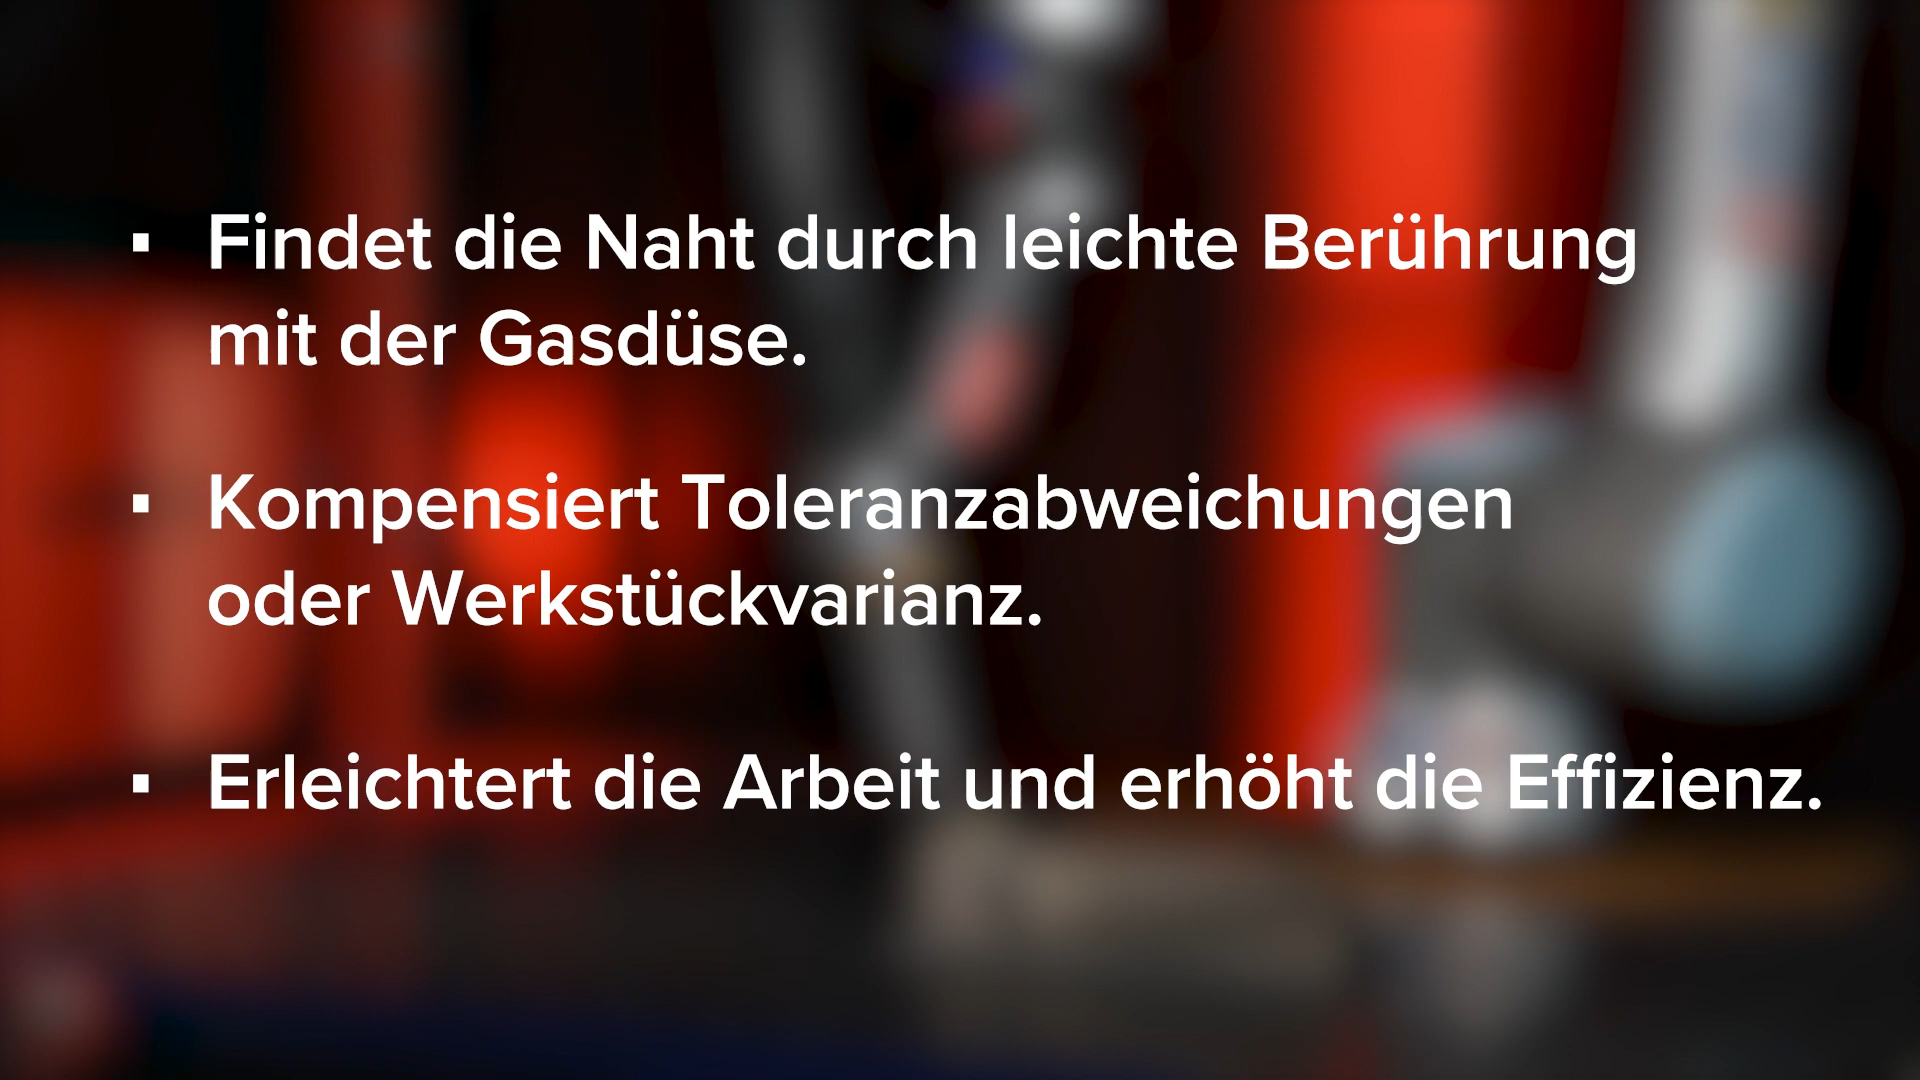 ▪ Findet die Naht durch leichte Berührung
mit der Gasdüse.
▪ Kompensiert Toleranzabweichungen
oder Werkstückvarianz.
▪ Erleichtert die Arbeit und erhöht die Effizienz.